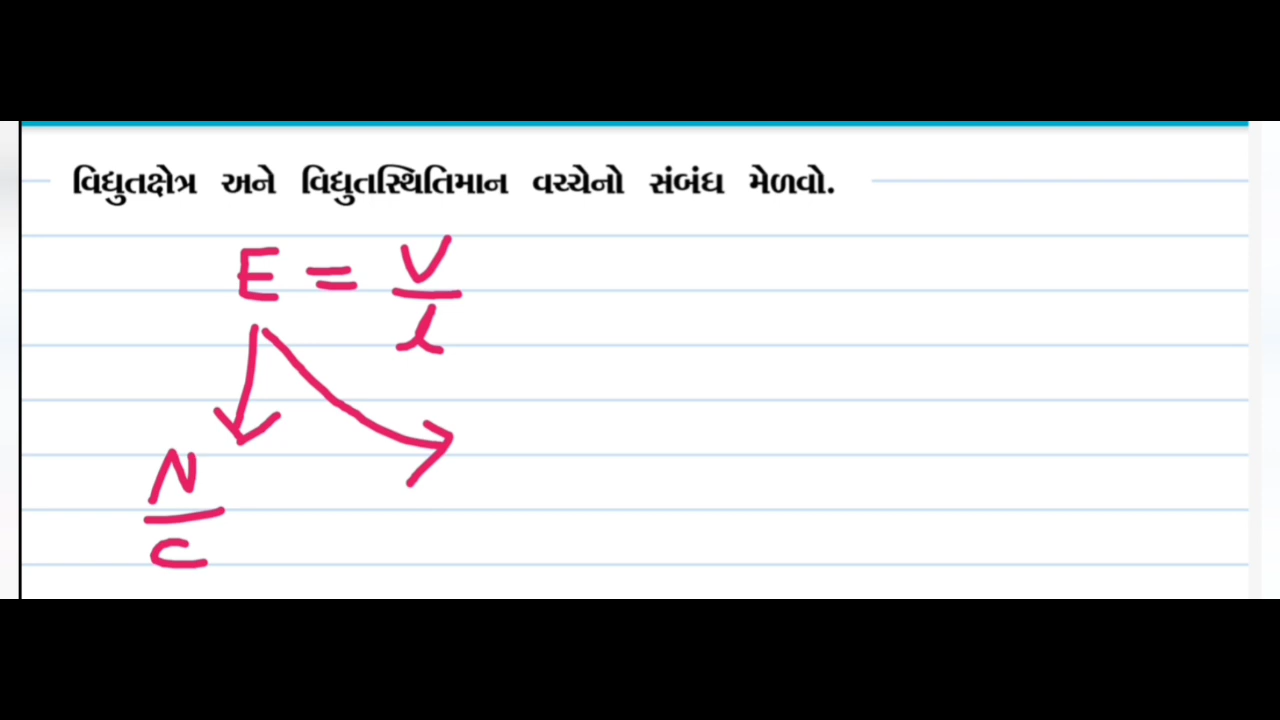 વિદ્યુતક્ષેત્ર અને વિદ્યુતસ્થિતિમાન વચ્ચેનો સંબંધ મેળવો.
E = V/l
N/C